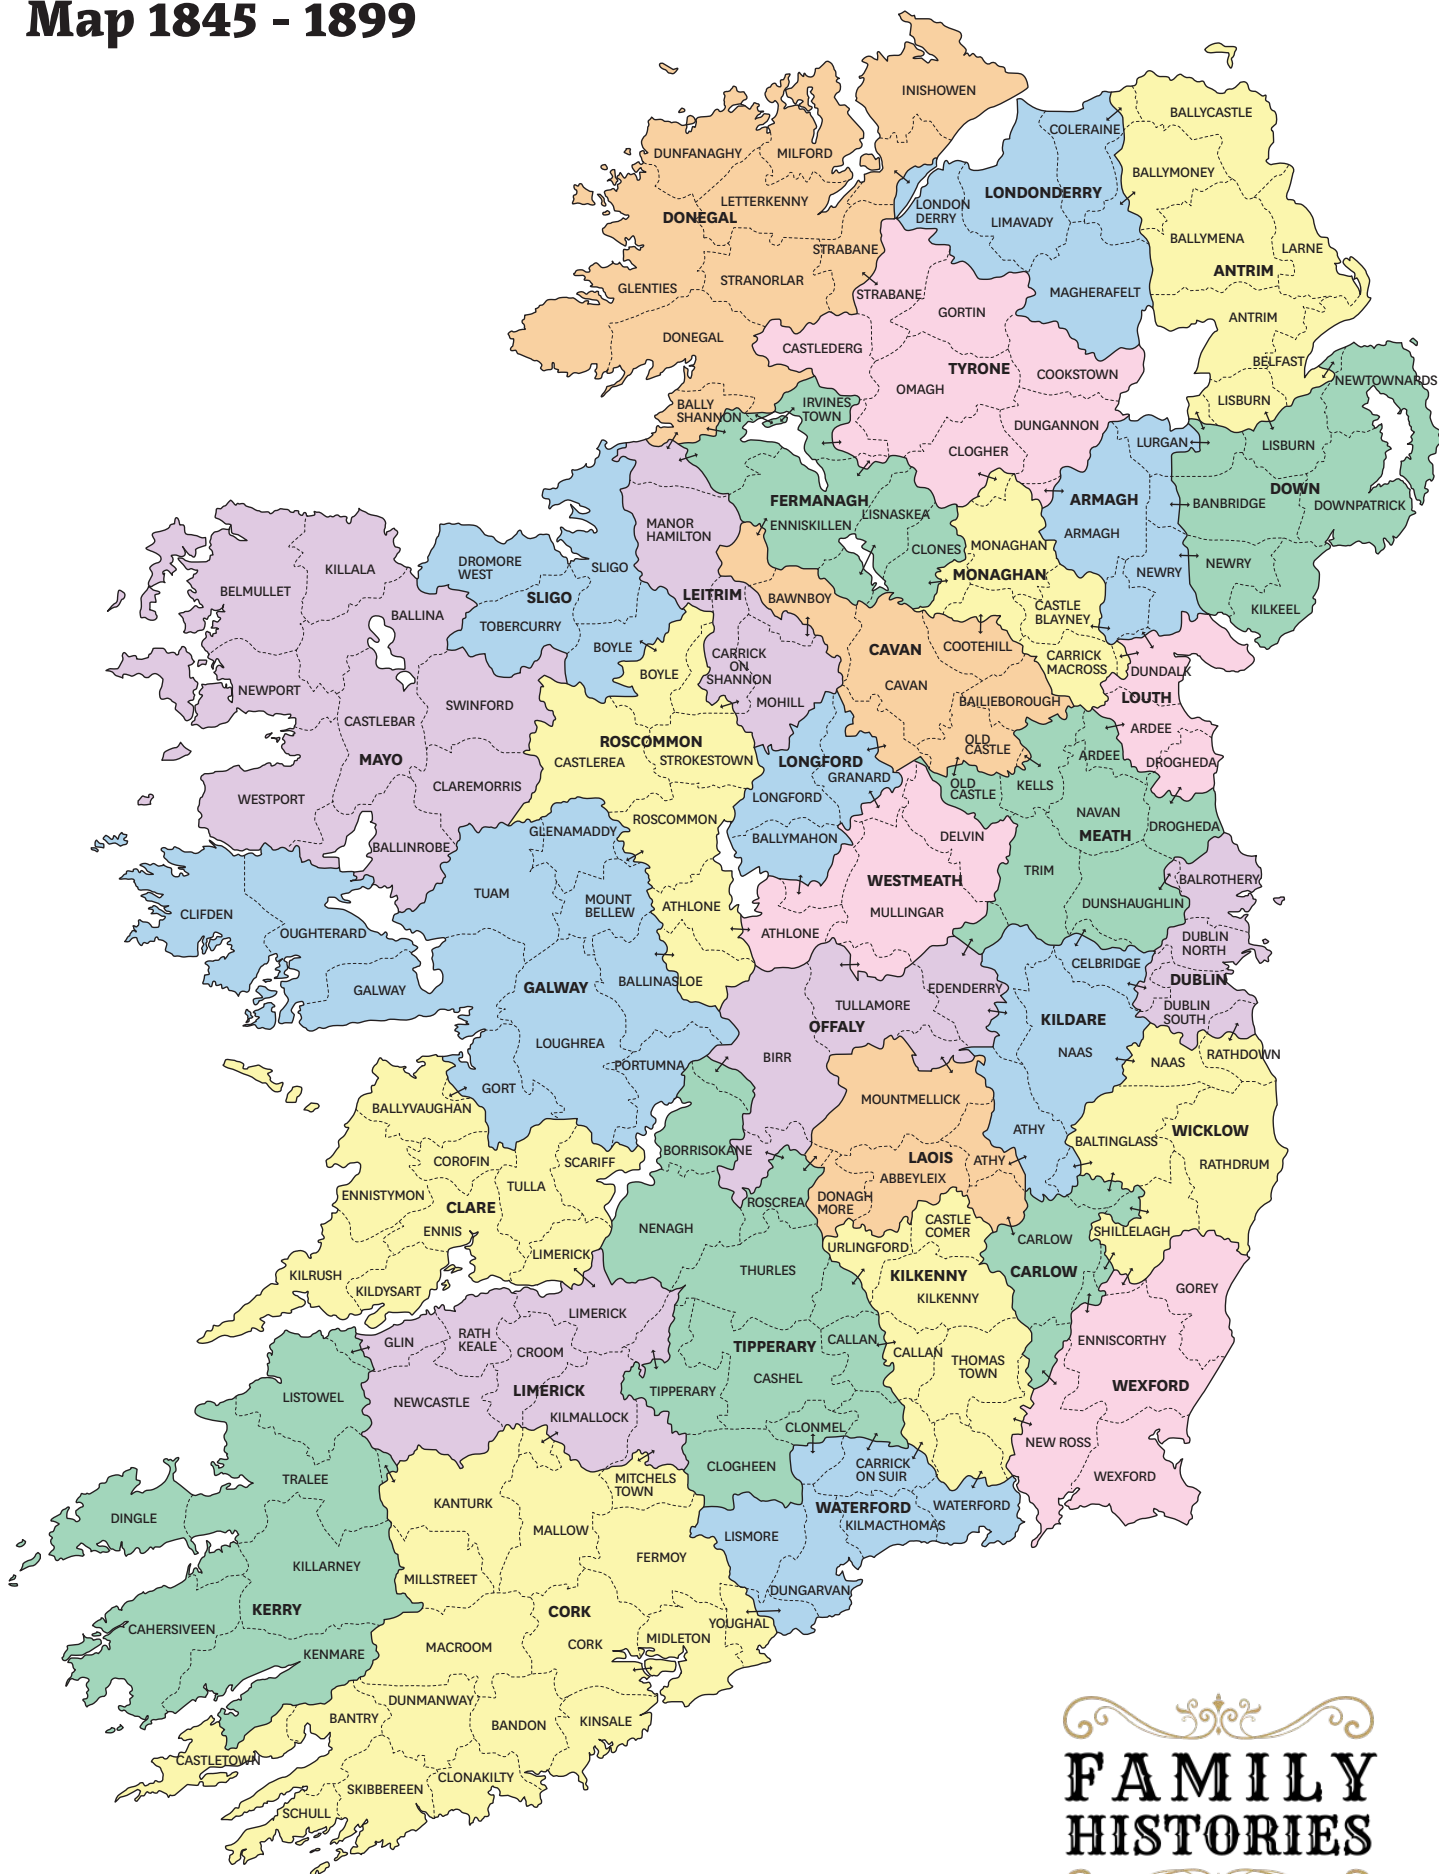 Map 1845 - 1899
INISHOWEN
BALLYCASTLE
COLERAINE
DUNFANAGHY
MILFORD
BALLYMONEY
LONDONDERRY
LETTERKENNY
LONDON
DERRY
DONEGAL
LIMAVADY
BALLYMENA
LARNE
STRABANE
ANTRIM
STRANORLAR
GLENTIES
STRABANE
MAGHERAFELT
GORTIN
ANTRIM
DONEGAL
CASTLEDERG
BELFAST
TYRONE
COOKSTOWN
NEWTOWNARDS
OMAGH
LISBURN
BALLY
SHANNON
IRVINES
TOWN
DUNGANNON
LURGAN
LISBURN
CLOGHER
DOWN
FERMANAGH
ARMAGH
BANBRIDGE
DOWNPATRICK
LISNASKEA
MANOR
HAMILTON
ENNISKILLEN
ARMAGH
CLONES
MONAGHAN
DROMORE
WEST
SLIGO
KILLALA
NEWRY
NEWRY
MONAGHAN
BELMULLET
LEITRIM
SLIGO
BAWNBOY
CASTLE
BLAYNEY
KILKEEL
BALLINA
TOBERCURRY
BOYLE
CAVAN
COOTEHILL
CARRICK
ON
SHANNON
CARRICK
MACROSS
BOYLE
DUNDALK
CAVAN
NEWPORT
LOUTH
MOHILL
BAILIEBOROUGH
SWINFORD
CASTLEBAR
ARDEE
ROSCOMMON
OLD
CASTLE
ARDEE
MAYO
CASTLEREA
STROKESTOWN
LONGFORD
DROGHEDA
GRANARD
CLAREMORRIS
OLD
CASTLE
KELLS
WESTPORT
LONGFORD
NAVAN
ROSCOMMON
DROGHEDA
GLENAMADDY
BALLYMAHON
DELVIN
MEATH
BALLINROBE
TRIM
WESTMEATH
BALROTHERY
TUAM
MOUNT
BELLEW
DUNSHAUGHLIN
ATHLONE
MULLINGAR
CLIFDEN
OUGHTERARD
ATHLONE
DUBLIN
NORTH
CELBRIDGE
BALLINASLOE
DUBLIN
GALWAY
GALWAY
EDENDERRY
TULLAMORE
DUBLIN
SOUTH
KILDARE
OFFALY
LOUGHREA
NAAS
BIRR
NAAS
RATHDOWN
PORTUMNA
GORT
MOUNTMELLICK
BALLYVAUGHAN
ATHY
WICKLOW
BALTINGLASS
BORRISOKANE
LAOIS
ATHY
COROFIN
SCARIFF
RATHDRUM
ABBEYLEIX
TULLA
ENNISTYMON
DONAGH
MORE
ROSCREA
CLARE
NENAGH
CASTLE
COMER
ENNIS
SHILLELAGH
CARLOW
URLINGFORD
LIMERICK
THURLES
KILRUSH
KILKENNY
CARLOW
GOREY
KILDYSART
KILKENNY
LIMERICK
GLIN
RATH
KEALE
CROOM
TIPPERARY
CALLAN
CALLAN
ENNISCORTHY
THOMAS
TOWN
CASHEL
LIMERICK
WEXFORD
TIPPERARY
LISTOWEL
NEWCASTLE
KILMALLOCK
CLONMEL
NEW ROSS
CLOGHEEN
CARRICK
ON SUIR
TRALEE
MITCHELS
TOWN
WEXFORD
KANTURK
WATERFORD
WATERFORD
DINGLE
MALLOW
KILMACTHOMAS
LISMORE
FERMOY
KILLARNEY
MILLSTREET
DUNGARVAN
KERRY
CORK
YOUGHAL
CAHERSIVEEN
MIDLETON
CORK
MACROOM
KENMARE
DUNMANWAY
BANTRY
KINSALE
BANDON
CASTLETOWN
CLONAKILTY
SKIBBEREEN
SCHULL
FAMILY
HISTORIES